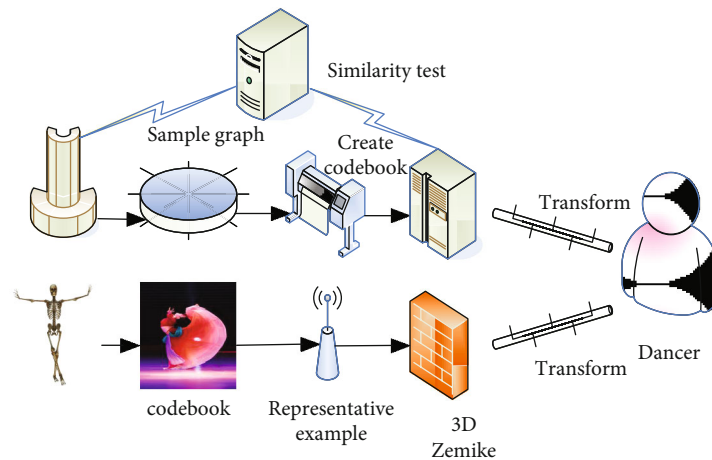 Similarity test
Sample graph
Create
codebook
Transform
Dancer
Transform
codebook
Representative
example
3D
Zemike